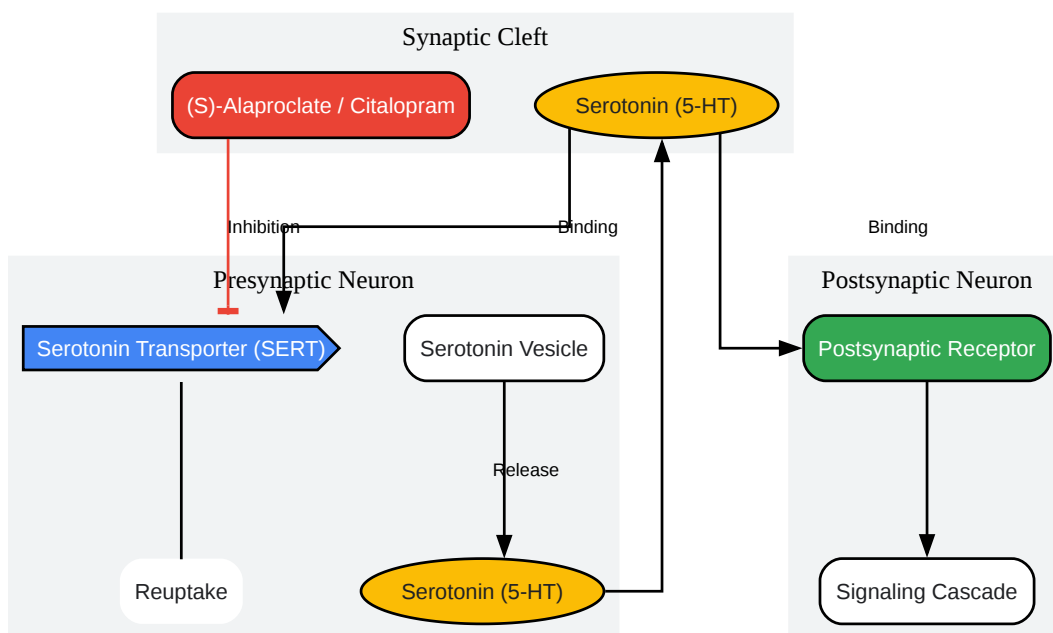 Synaptic Cleft
(S)-Alaproclate / Citalopram
Serotonin (5-HT)
Inhibition
Binding
Binding
Presynaptic Neuron
Postsynaptic Neuron
Serotonin Transporter (SERT)
Serotonin Vesicle
Postsynaptic Receptor
Release
Reuptake
Serotonin (5-HT)
Signaling Cascade